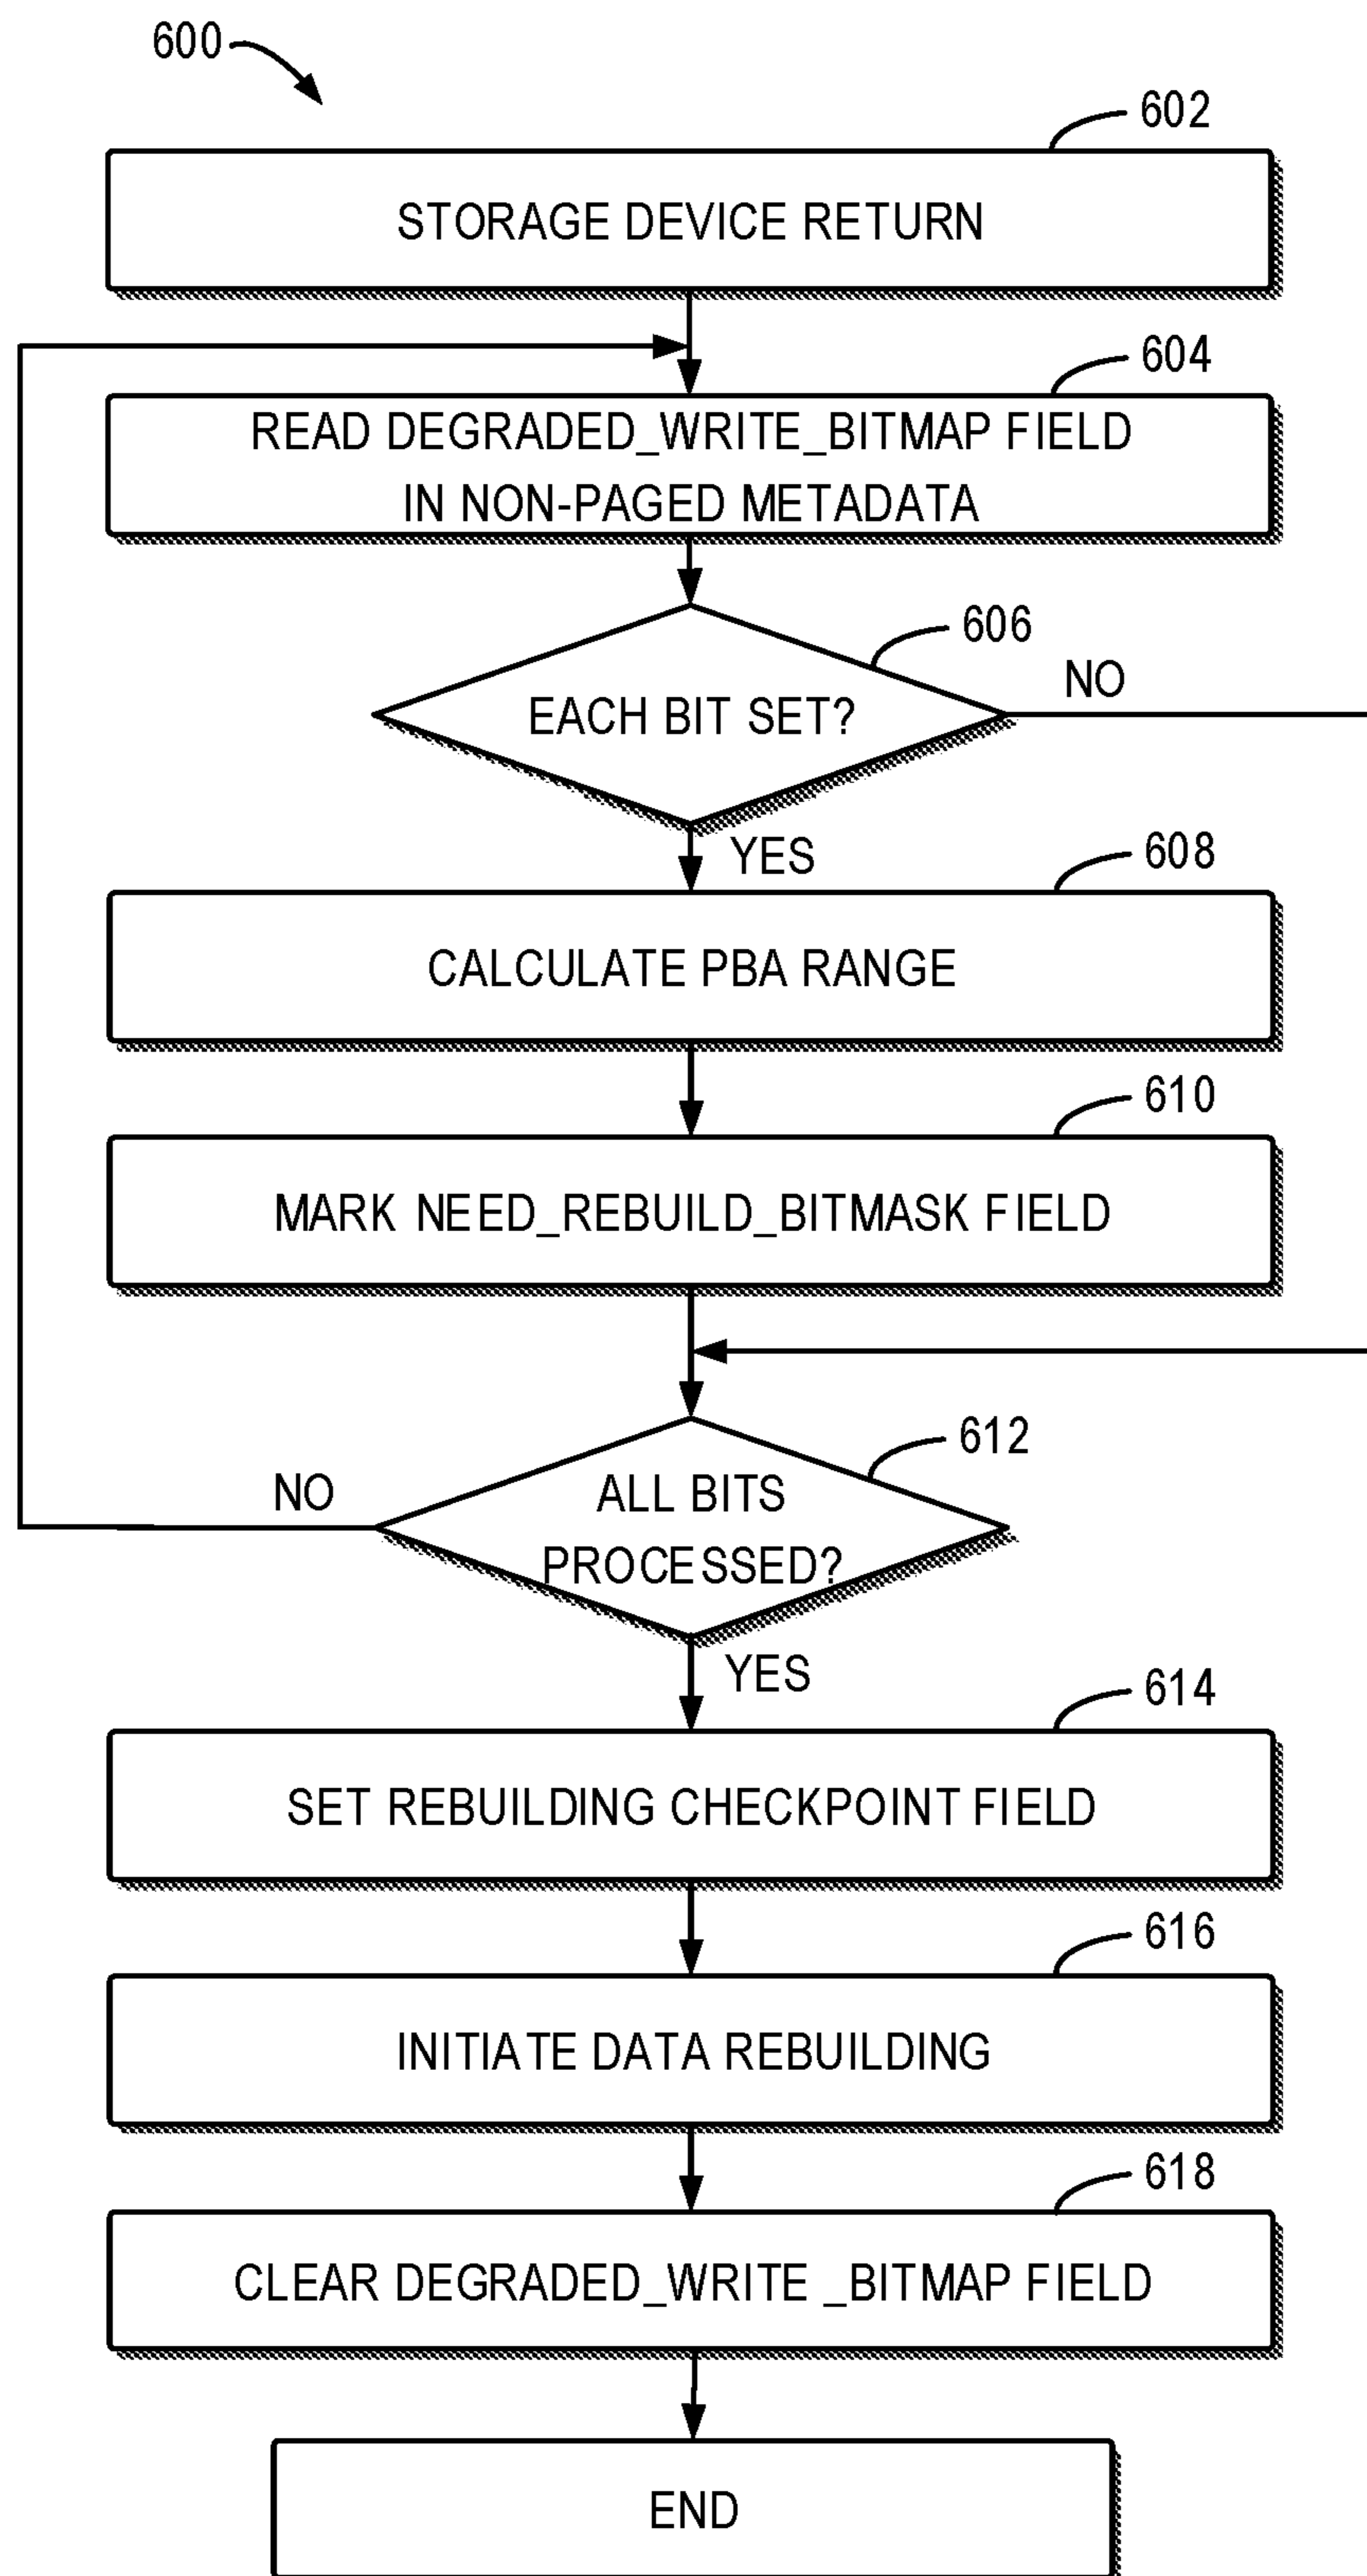 600
602
STORAGE DEVICE RETURN
604
READ DEGRADED_WRITE_BITMAP FIELD
IN NON-PAGED METADATA
606
EACH BIT SET?
NO
YES
608
CALCULATE PBA RANGE
610
MARK NEED_REBUILD_BITMASK FIELD
612
ALL BITS
PROCESSED?
NO
YES
614
SET REBUILDING CHECKPOINT FIELD
616
INITIATE DATA REBUILDING
618
CLEAR DEGRADED_WRITE _BITMAP FIELD
END